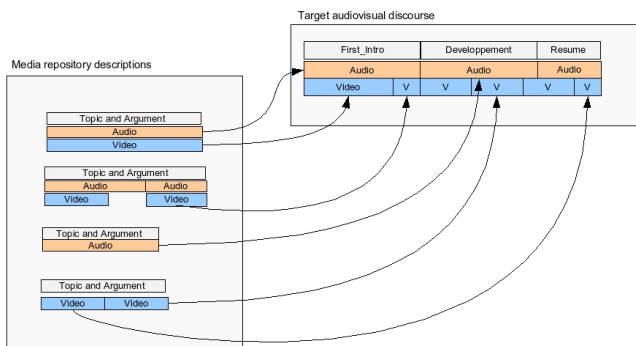 Target audiovisual discourse
First_Intro Developpement Resume
Audio Audio Audio
Video V V V V V
Media repository descriptions
Topic and Argument
Audio
Video
Topic and Argument
Audio Audio
Video Video
Topic and Argument
Audio
Topic and Argument
Video Video